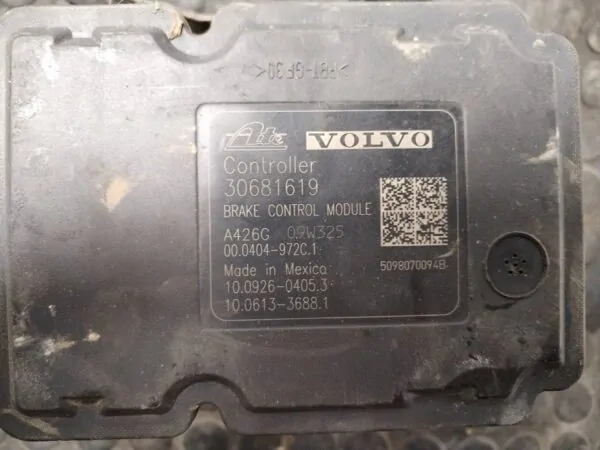 >PBT-GF30<
Ate VOLVO
Controller
30681619
BRAKE CONTROL MODULE
A426G 09W325
00.0404-972C.1
Made in Mexico
10.0926-0405.3
10.0613-3688.1
5098070094B